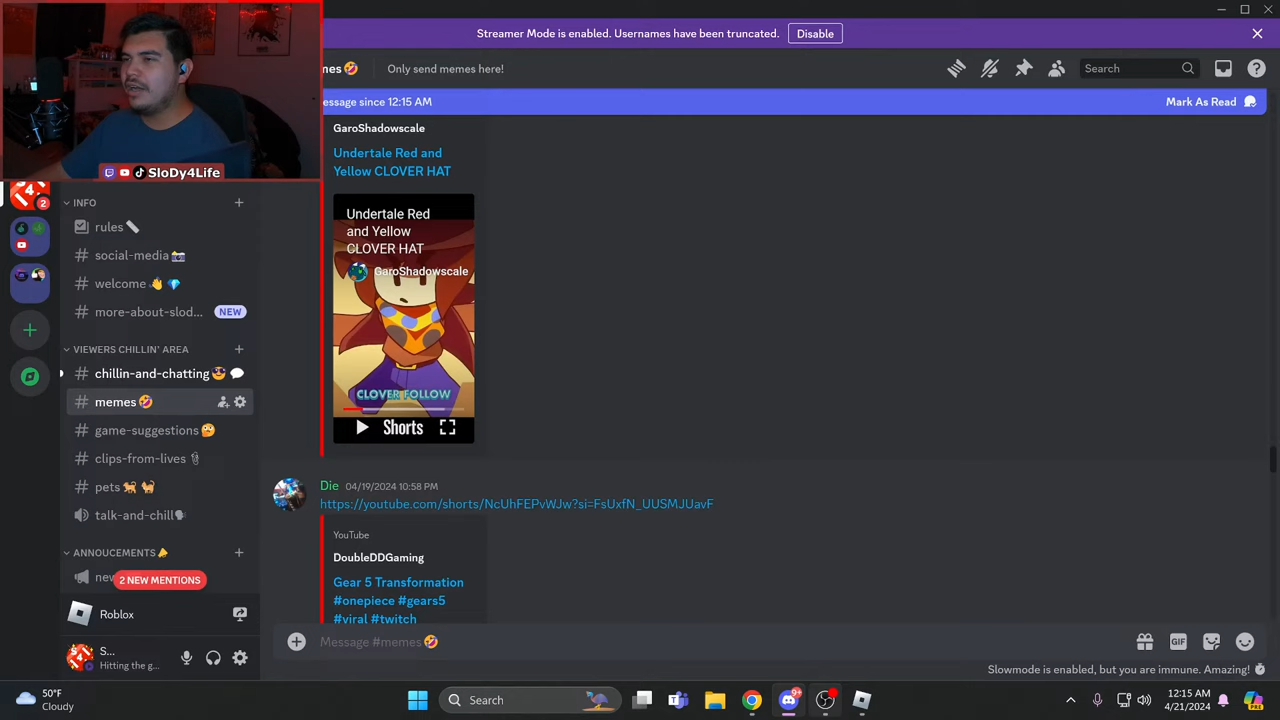 Streamer Mode is enabled. Usernames have been truncated. Disable
mes🤣 Only send memes here! Search
essage since 12:15 AM Mark As Read
SloDy4Life
2
INFO
rules
social-media
welcome
more-about-slod... NEW
VIEWERS CHILLIN' AREA
chillin-and-chatting
memes🤣
game-suggestions
clips-from-lives
pets
talk-and-chill
ANNOUCEMENTS
new
2 NEW MENTIONS
Roblox
S...
Hitting the g...
GaroShadowscale
Undertale Red and
Yellow CLOVER HAT
Undertale Red
and Yellow
CLOVER HAT
GaroShadowscale
CLOVER FOLLOW
Shorts
Die 04/19/2024 10:58 PM
https://youtube.com/shorts/NcUhFEPvWJw?si=FsUxfN_UUSMJUavF
YouTube
DoubleDDGaming
Gear 5 Transformation
#onepiece #gears5
#viral #twitch
Message #memes🤣
GIF
Slowmode is enabled, but you are immune. Amazing!
50°F
Cloudy
Search
9+
12:15 AM
4/21/2024